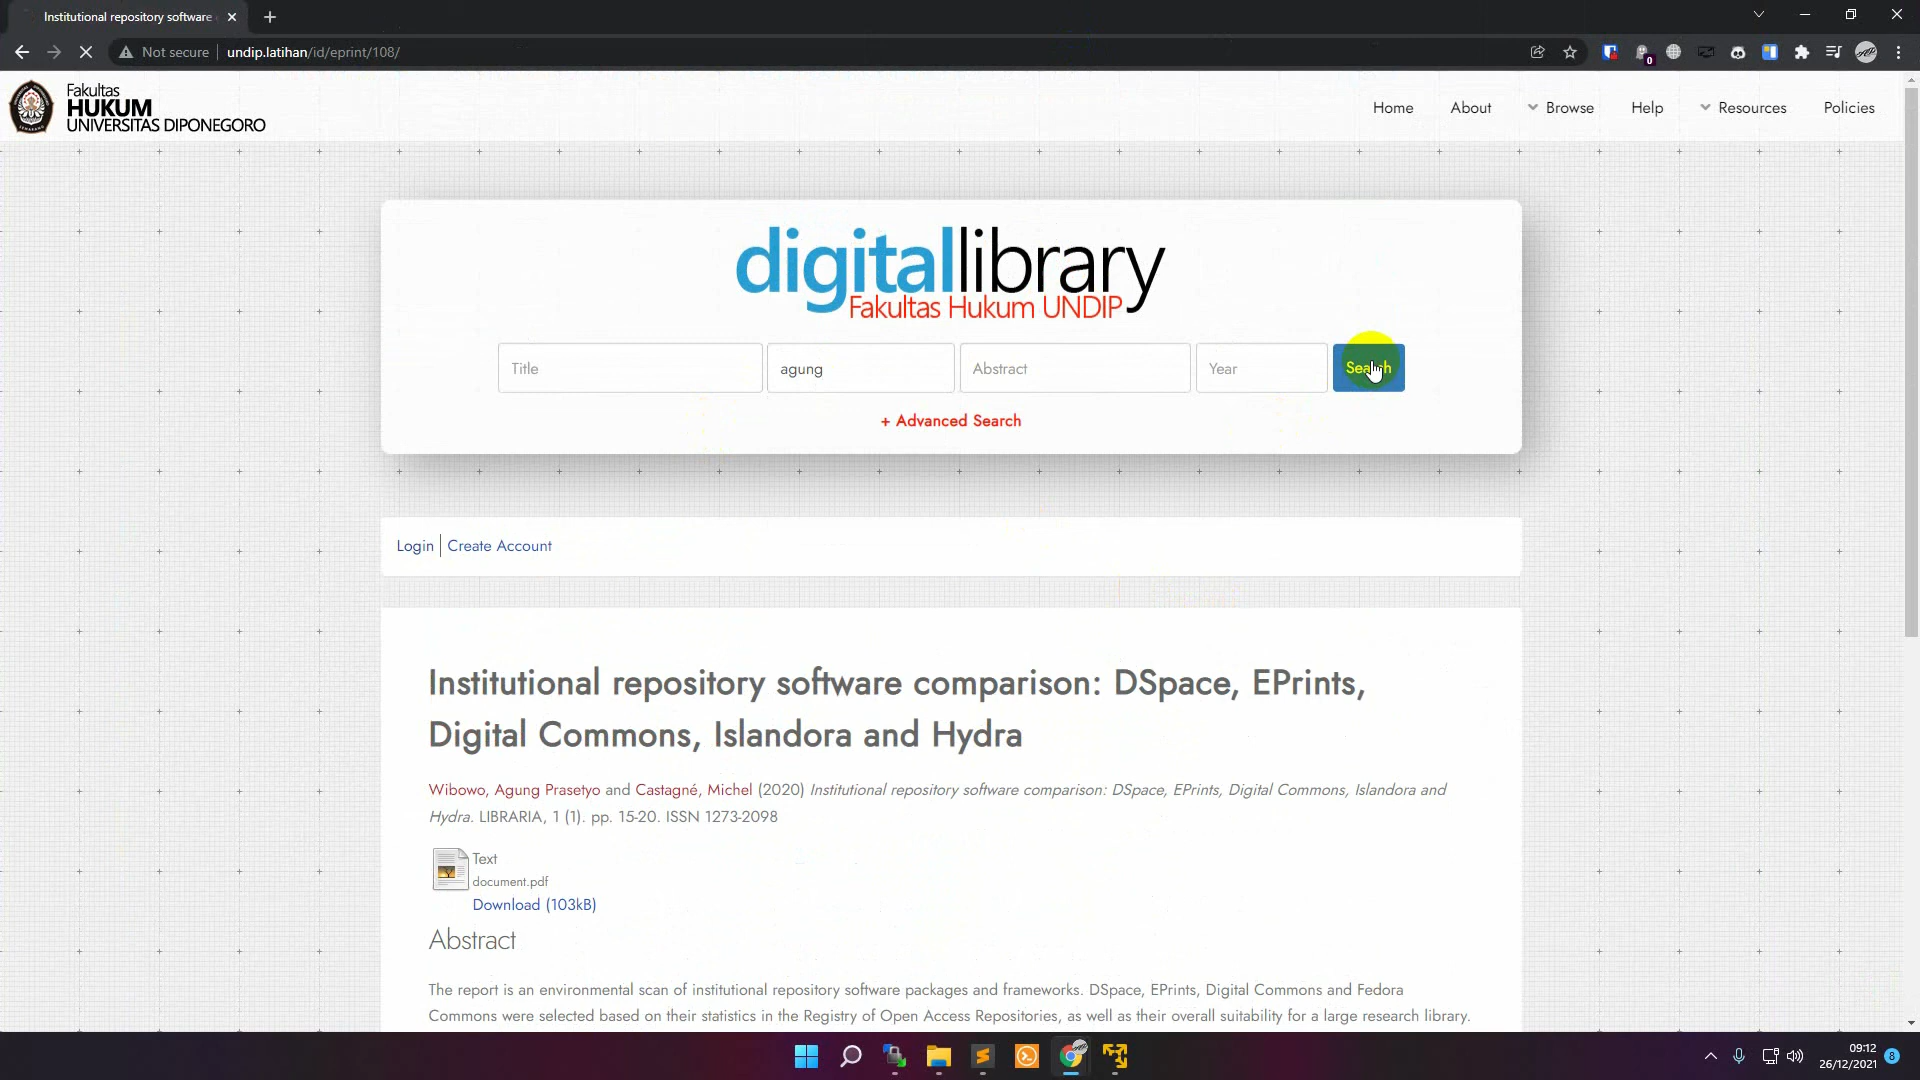 Institutional repository software
Not secure
undip.latihan/id/eprint/108/
0
Fakultas
HUKUM
UNIVERSITAS DIPONEGORO
Home
About
Browse
Help
Resources
Policies
digitallibrary
Fakultas Hukum UNDIP
Title
agung
Abstract
Year
Search
+ Advanced Search
Login
Create Account
Institutional repository software comparison: DSpace, EPrints,
Digital Commons, Islandora and Hydra
Wibowo, Agung Prasetyo and Castagné, Michel (2020) Institutional repository software comparison: DSpace, EPrints, Digital Commons, Islandora and
Hydra. LIBRARIA, 1 (1). pp. 15-20. ISSN 1273-2098
Text
document.pdf
Download (103kB)
Abstract
The report is an environmental scan of institutional repository software packages and frameworks. DSpace, EPrints, Digital Commons and Fedora
Commons were selected based on their statistics in the Registry of Open Access Repositories, as well as their overall suitability for a large research library.
09:12
26/12/2021
8